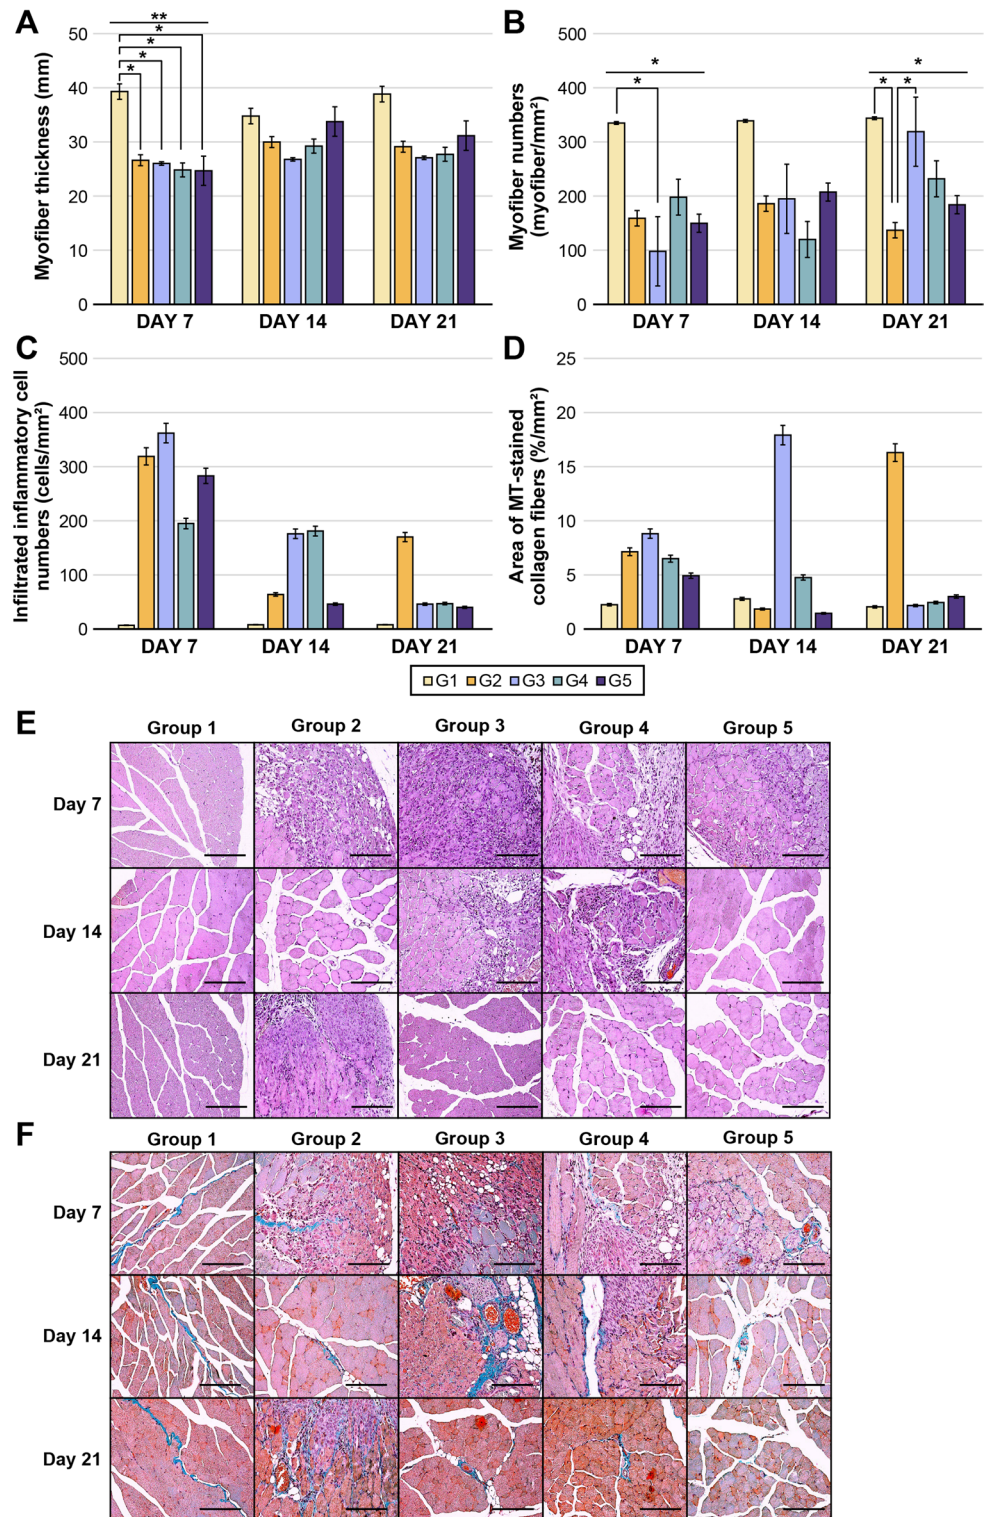 A
Myofiber thickness (mm)
50
40
30
20
10
0
**
*
*
*
*
DAY 7
DAY 14
DAY 21
B
Myofiber numbers
(myofiber/mm²)
500
400
300
200
100
0
*
*
*
*
*
DAY 7
DAY 14
DAY 21
C
Infiltrated inflammatory cell
numbers (cells/mm²)
500
400
300
200
100
0
DAY 7
DAY 14
DAY 21
D
Area of MT-stained
collagen fibers (%/mm²)
25
20
15
10
5
0
DAY 7
DAY 14
DAY 21
G1 G2 G3 G4 G5
E
Group 1 Group 2 Group 3 Group 4 Group 5
Day 7
Day 14
Day 21
F
Group 1 Group 2 Group 3 Group 4 Group 5
Day 7
Day 14
Day 21